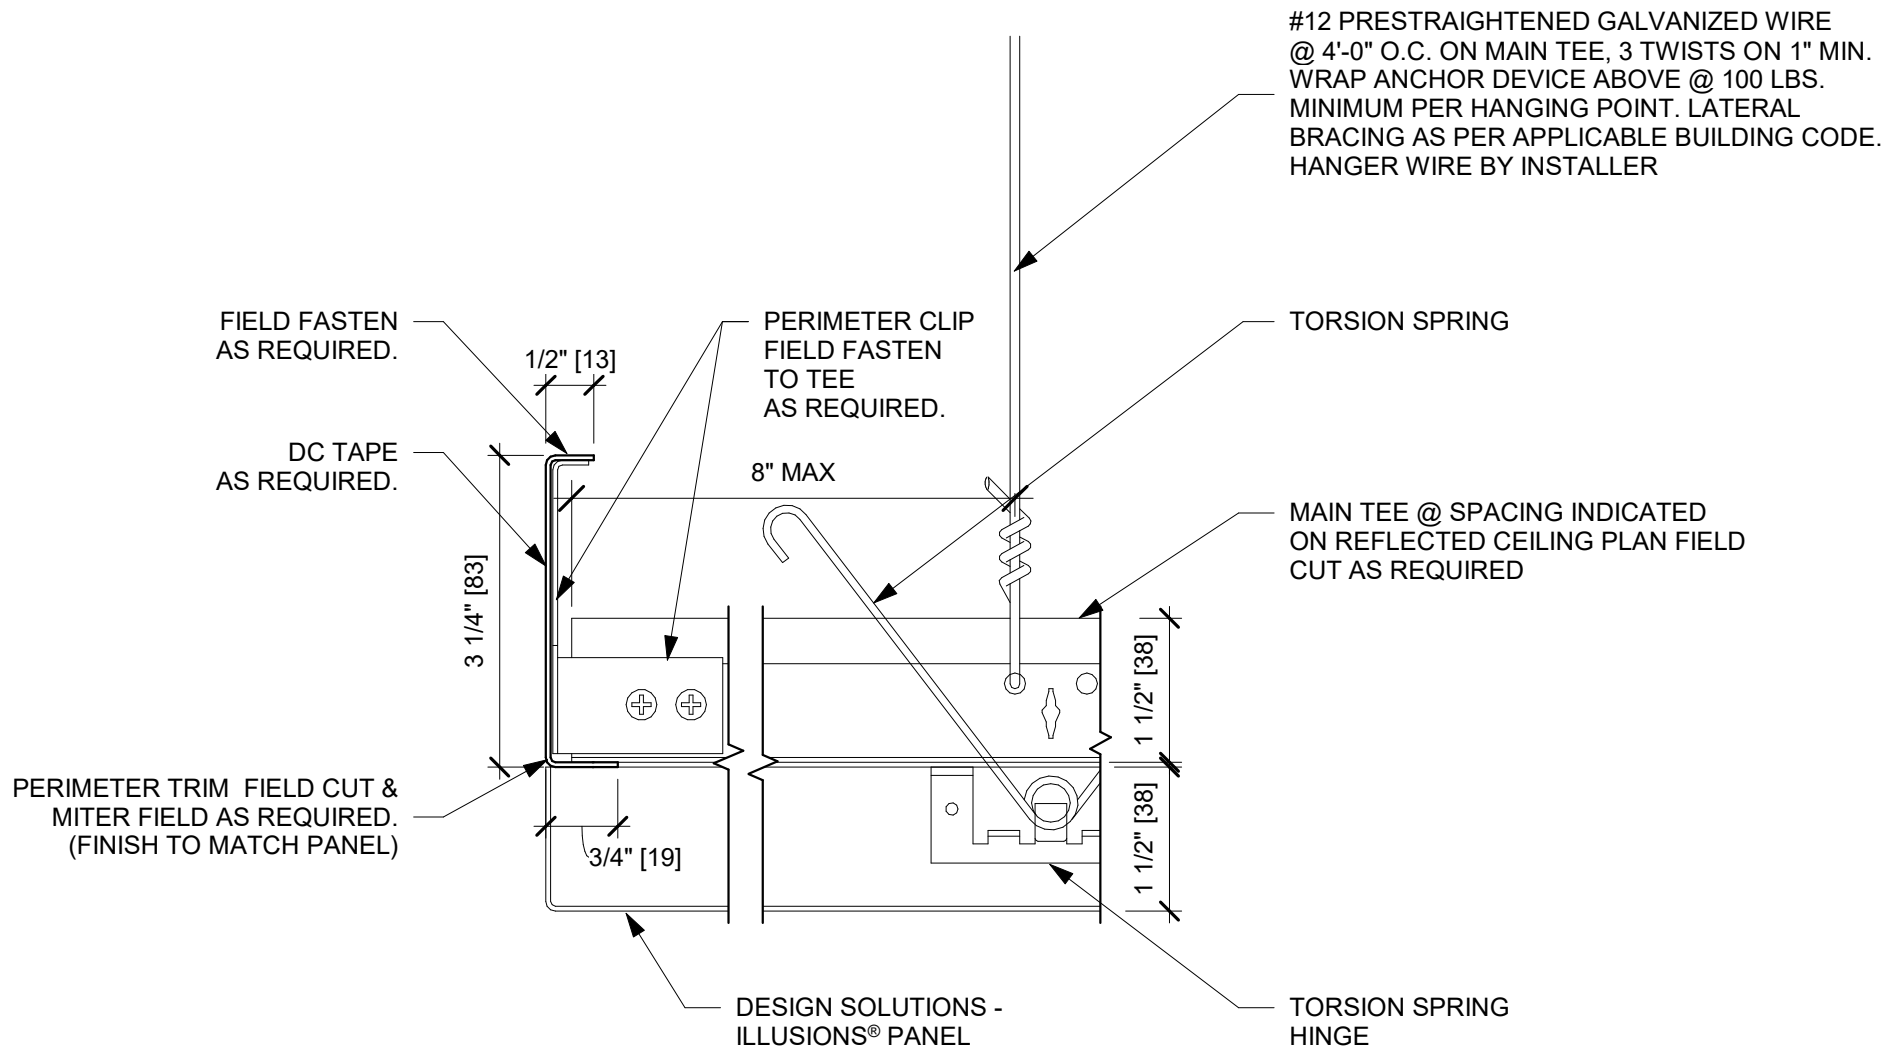 #12 PRESTRAIGHTENED GALVANIZED WIRE
@ 4'-0" O.C. ON MAIN TEE, 3 TWISTS ON 1" MIN.
WRAP ANCHOR DEVICE ABOVE @ 100 LBS.
MINIMUM PER HANGING POINT. LATERAL
BRACING AS PER APPLICABLE BUILDING CODE.
HANGER WIRE BY INSTALLER
FIELD FASTEN
AS REQUIRED.
1/2" [13]
PERIMETER CLIP
FIELD FASTEN
TO TEE
AS REQUIRED.
TORSION SPRING
DC TAPE
AS REQUIRED.
8" MAX
MAIN TEE @ SPACING INDICATED
ON REFLECTED CEILING PLAN FIELD
CUT AS REQUIRED
3 1/4" [83]
1 1/2" [38]
PERIMETER TRIM  FIELD CUT &
MITER FIELD AS REQUIRED.
(FINISH TO MATCH PANEL)
3/4" [19]
1 1/2" [38]
DESIGN SOLUTIONS -
ILLUSIONS® PANEL
TORSION SPRING
HINGE